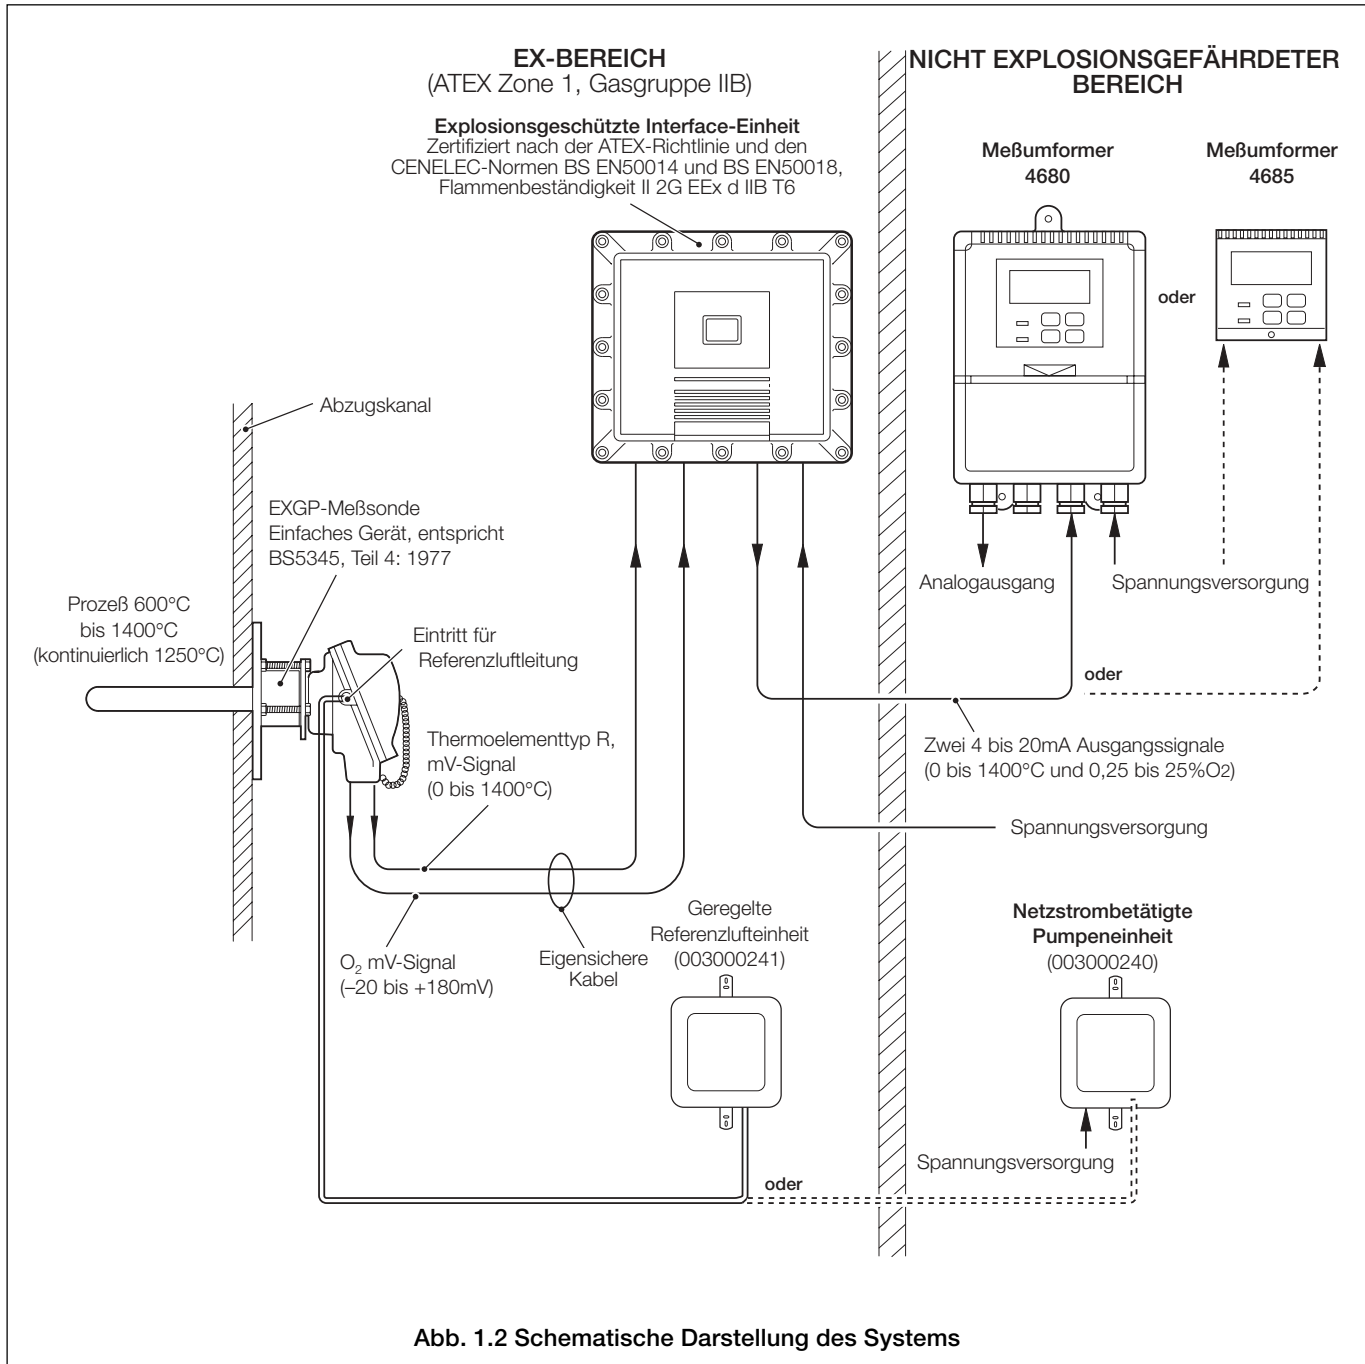 EX-BEREICH
(ATEX Zone 1, Gasgruppe IIB)
NICHT EXPLOSIONSGEFÄHRDETER
BEREICH
Explosionsgeschützte Interface-Einheit
Zertifiziert nach der ATEX-Richtlinie und den
CENELEC-Normen BS EN50014 und BS EN50018,
Flammenbeständigkeit II 2G EEx d IIB T6
Meßumformer
4680
Meßumformer
4685
oder
Abzugskanal
EXGP-Meßsonde
Einfaches Gerät, entspricht
BS5345, Teil 4: 1977
Analogausgang
Spannungsversorgung
Prozeß 600°C
bis 1400°C
(kontinuierlich 1250°C)
Eintritt für
Referenzluftleitung
oder
Thermoelementtyp R,
mV-Signal
(0 bis 1400°C)
Zwei 4 bis 20mA Ausgangssignale
(0 bis 1400°C und 0,25 bis 25%O2)
Spannungsversorgung
O₂ mV-Signal
(–20 bis +180mV)
Eigensichere
Kabel
Geregelte
Referenzlufteinheit
(003000241)
Netzstrombetätigte
Pumpeneinheit
(003000240)
Spannungsversorgung
oder
Abb. 1.2 Schematische Darstellung des Systems